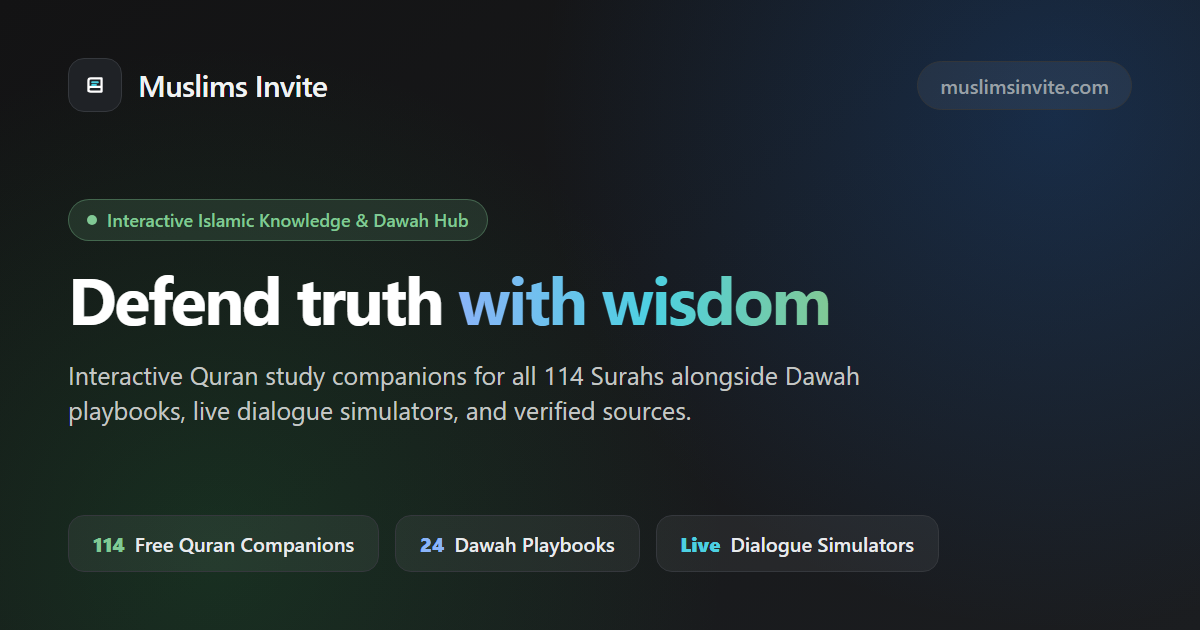 Muslims Invite
muslimsinvite.com
Interactive Islamic Knowledge & Dawah Hub
Defend truth with wisdom
Interactive Quran study companions for all 114 Surahs alongside Dawah
playbooks, live dialogue simulators, and verified sources.
114 Free Quran Companions
24 Dawah Playbooks
Live Dialogue Simulators